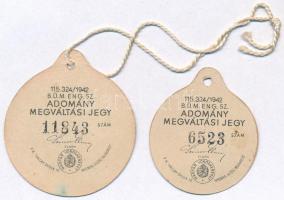 115.324/1942
B.Ü.M. ENG. SZ.
ADOMÁNY
MEGVÁLTÁSI JEGY
11843 SZÁM
115.324/1942
B.Ü.M. ENG. SZ.
ADOMÁNY
MEGVÁLTÁSI JEGY
6523 SZÁM